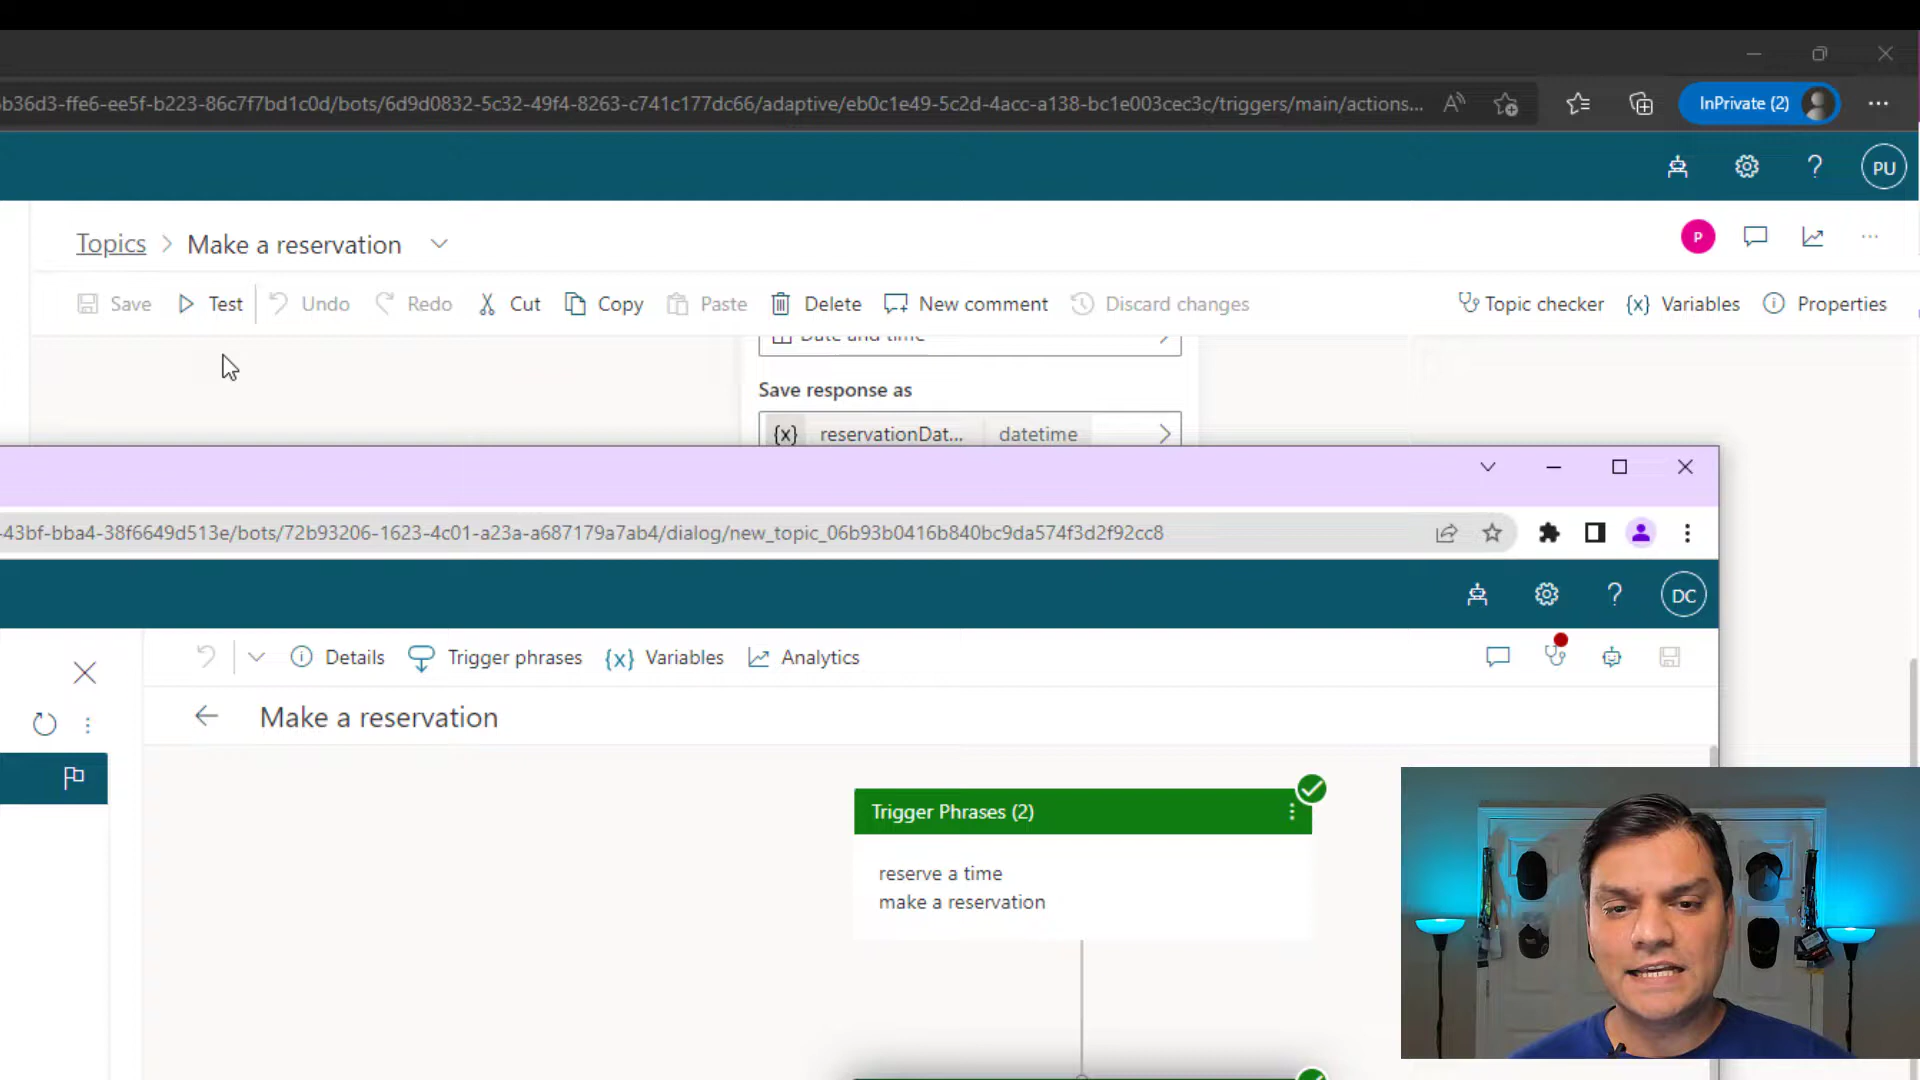 b36d3-ffe6-ee5f-b223-86c7f7bd1c0d/bots/6d9d0832-5c32-49f4-8263-c741c177dc66/adaptive/eb0c1e49-5c2d-4acc-a138-bc1e003cec3c/triggers/main/actions... InPrivate (2)
PU
Topics > Make a reservation
P
Save Test Undo Redo Cut Copy Paste Delete New comment Discard changes Topic checker {x} Variables Properties
Date and time
Save response as
{x} reservationDat... datetime
-43bf-bba4-38f6649d513e/bots/72b93206-1623-4c01-a23a-a687179a7ab4/dialog/new_topic_06b93b0416b840bc9da574f3d2f92cc8
? DC
Details Trigger phrases {x} Variables Analytics
Make a reservation
Trigger Phrases (2)
reserve a time
make a reservation